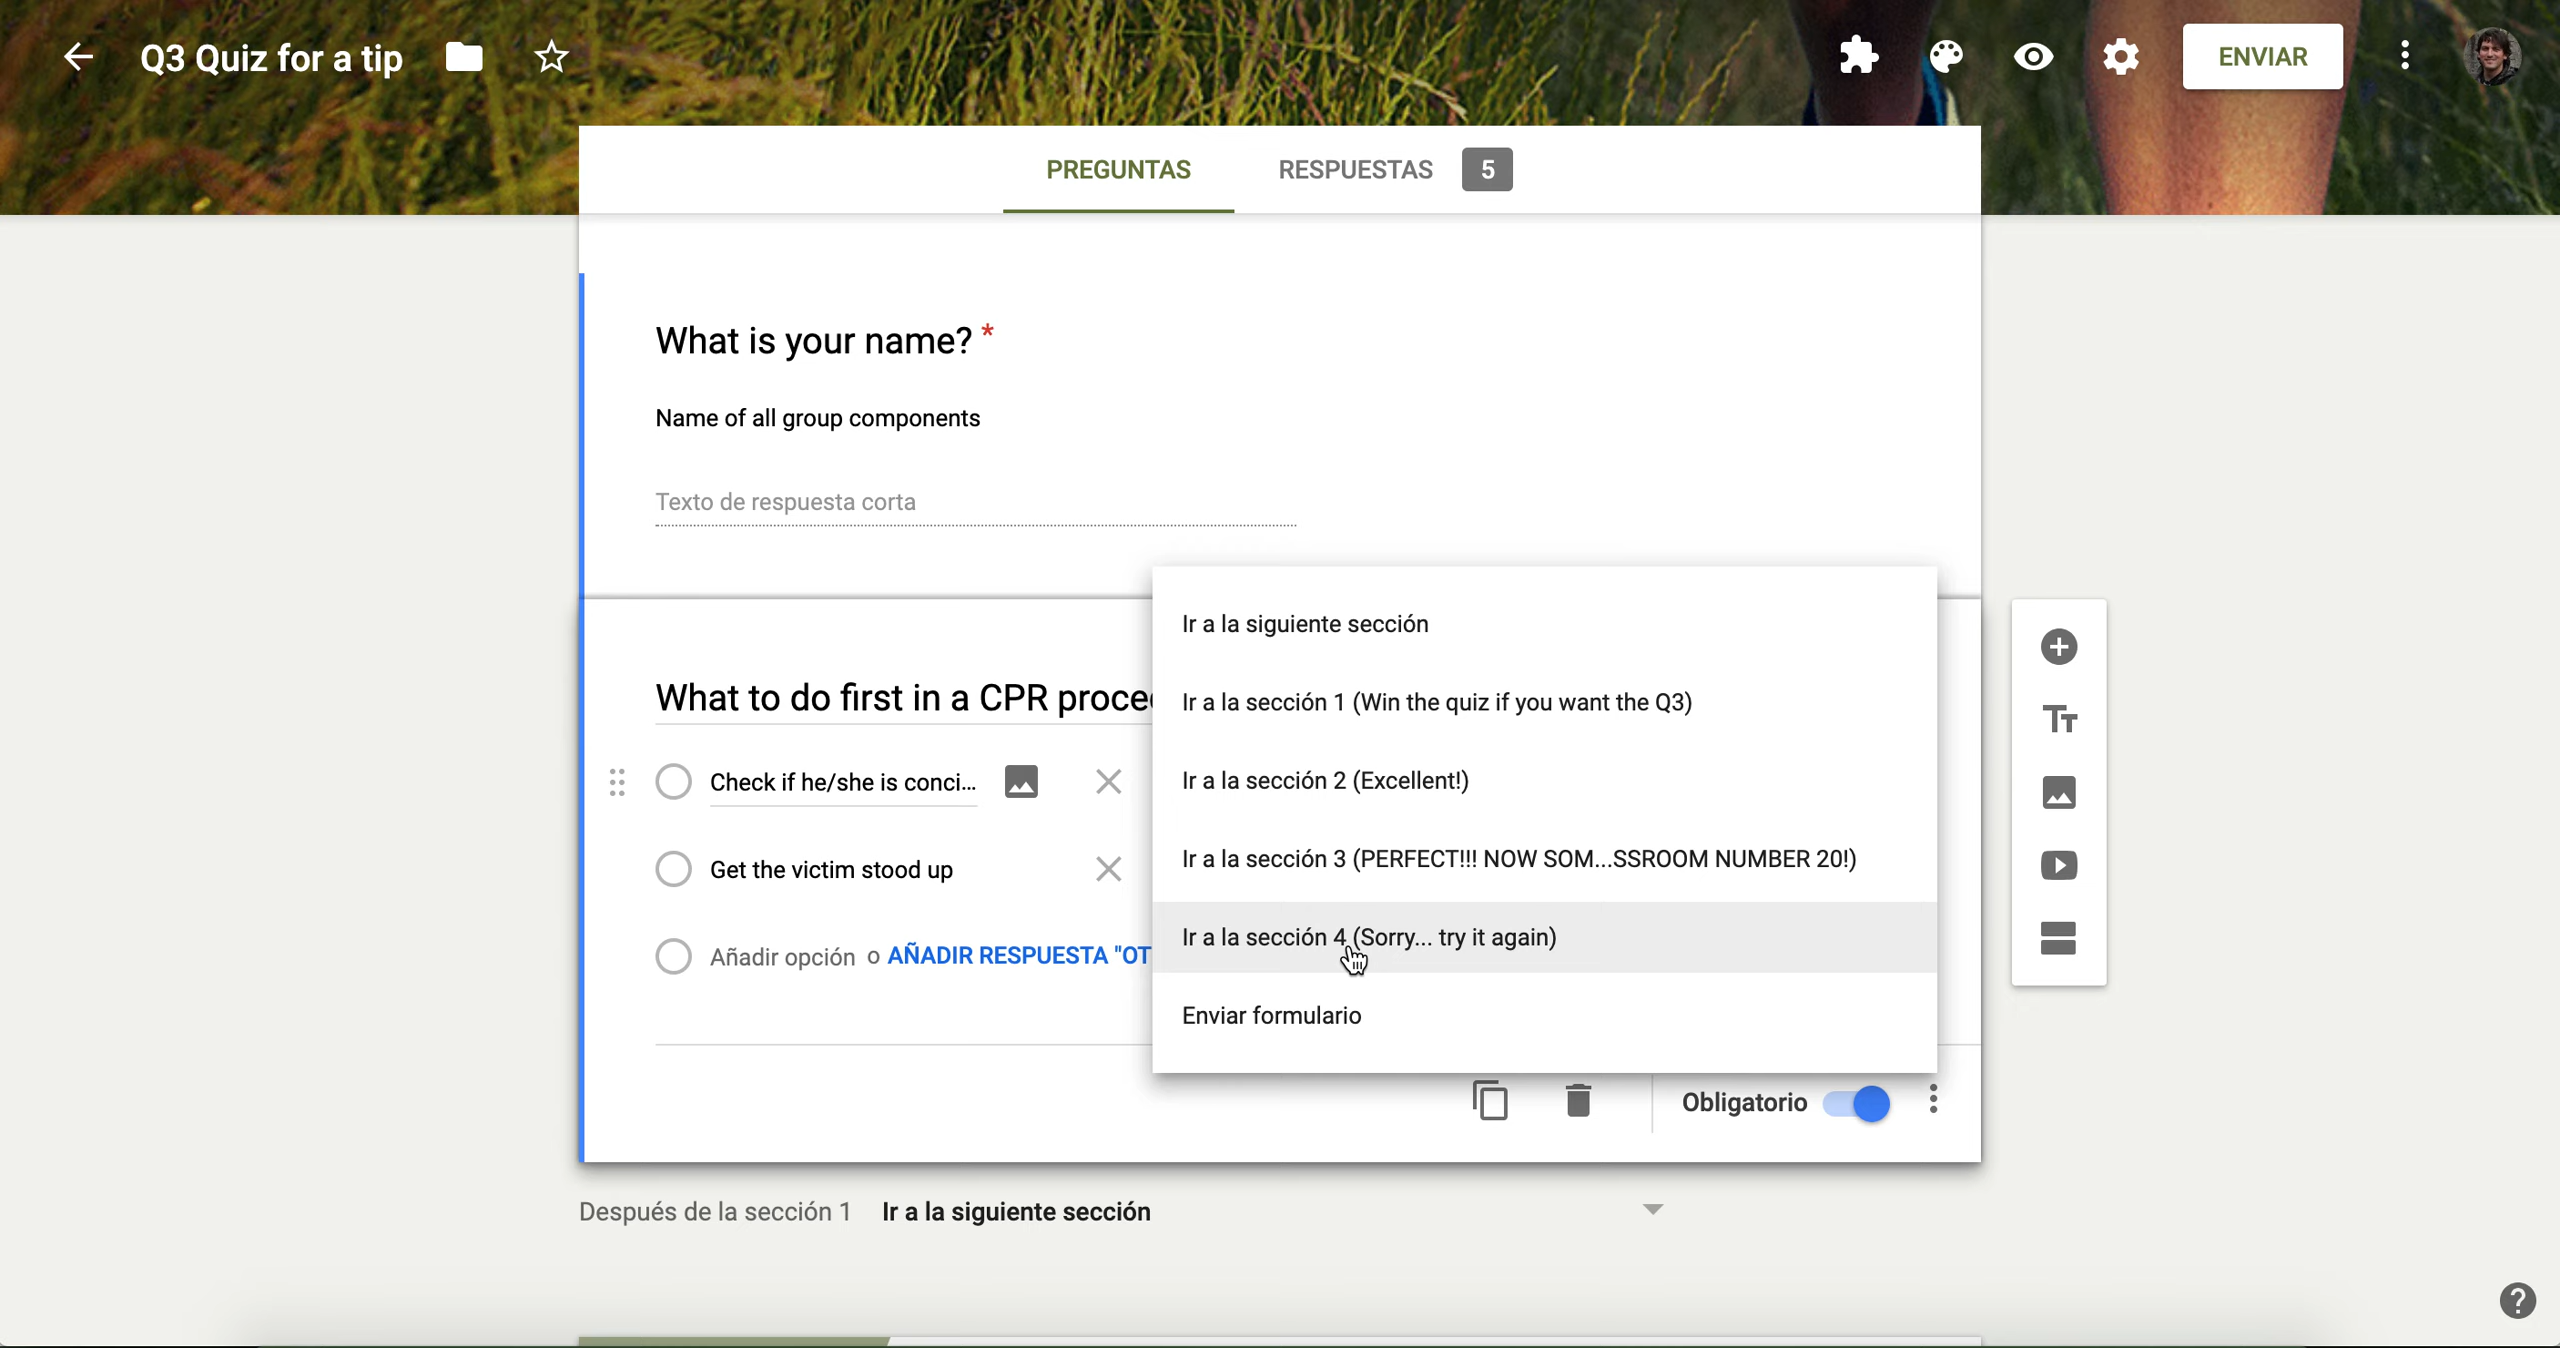 Q3 Quiz for a tip
ENVIAR
PREGUNTAS
RESPUESTAS 5
What is your name? *
Name of all group components
Texto de respuesta corta
What to do first in a CPR proce
Check if he/she is conci...
Get the victim stood up
Añadir opción o AÑADIR RESPUESTA "OT
Ir a la siguiente sección
Ir a la sección 1 (Win the quiz if you want the Q3)
Ir a la sección 2 (Excellent!)
Ir a la sección 3 (PERFECT!!! NOW SOM...SSROOM NUMBER 20!)
Ir a la sección 4 (Sorry... try it again)
Enviar formulario
Obligatorio
Después de la sección 1 Ir a la siguiente sección